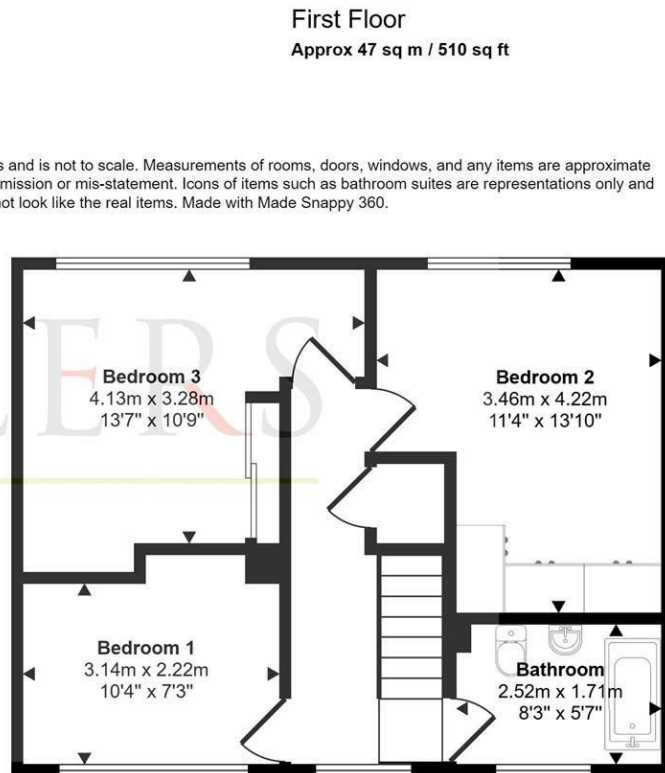 First Floor
Approx 47 sq m / 510 sq ft
s and is not to scale. Measurements of rooms, doors, windows, and any items are approximate
mission or mis-statement. Icons of items such as bathroom suites are representations only and
not look like the real items. Made with Made Snappy 360.
LERS
Bedroom 3
4.13m x 3.28m
13'7" x 10'9"
Bedroom 2
3.46m x 4.22m
11'4" x 13'10"
Bedroom 1
3.14m x 2.22m
10'4" x 7'3"
Bathroom
2.52m x 1.71m
8'3" x 5'7"